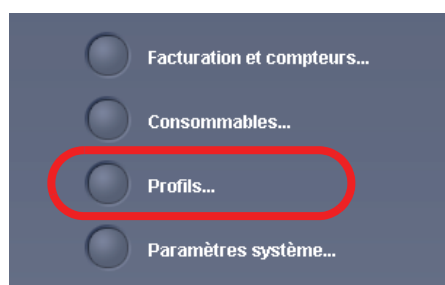 Facturation et compteurs...
Consommables...
Profils...
Paramètres système...